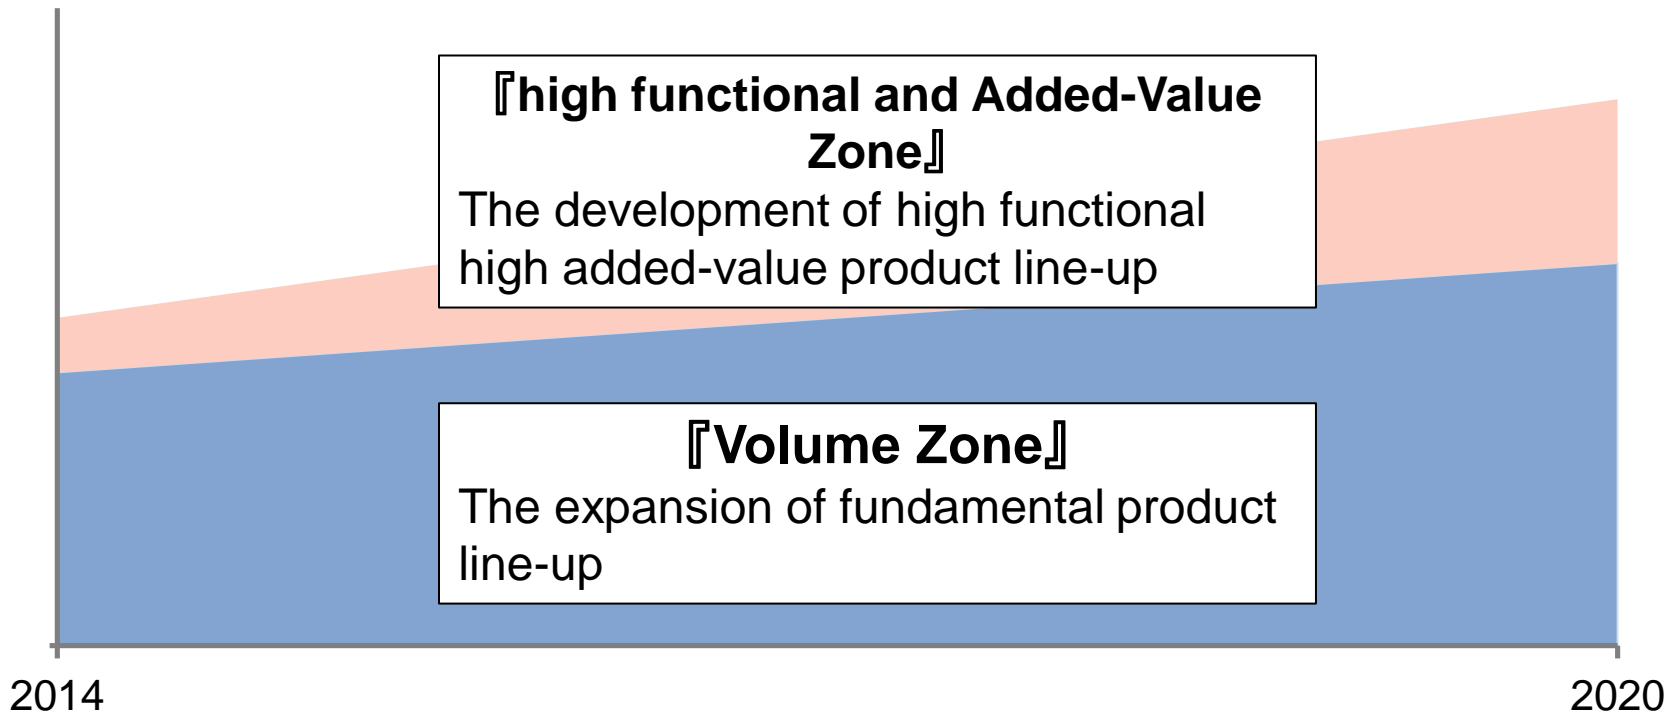 『high functional and Added-Value
Zone』
The development of high functional
high added-value product line-up
『Volume Zone』
The expansion of fundamental product
line-up
2014
2020